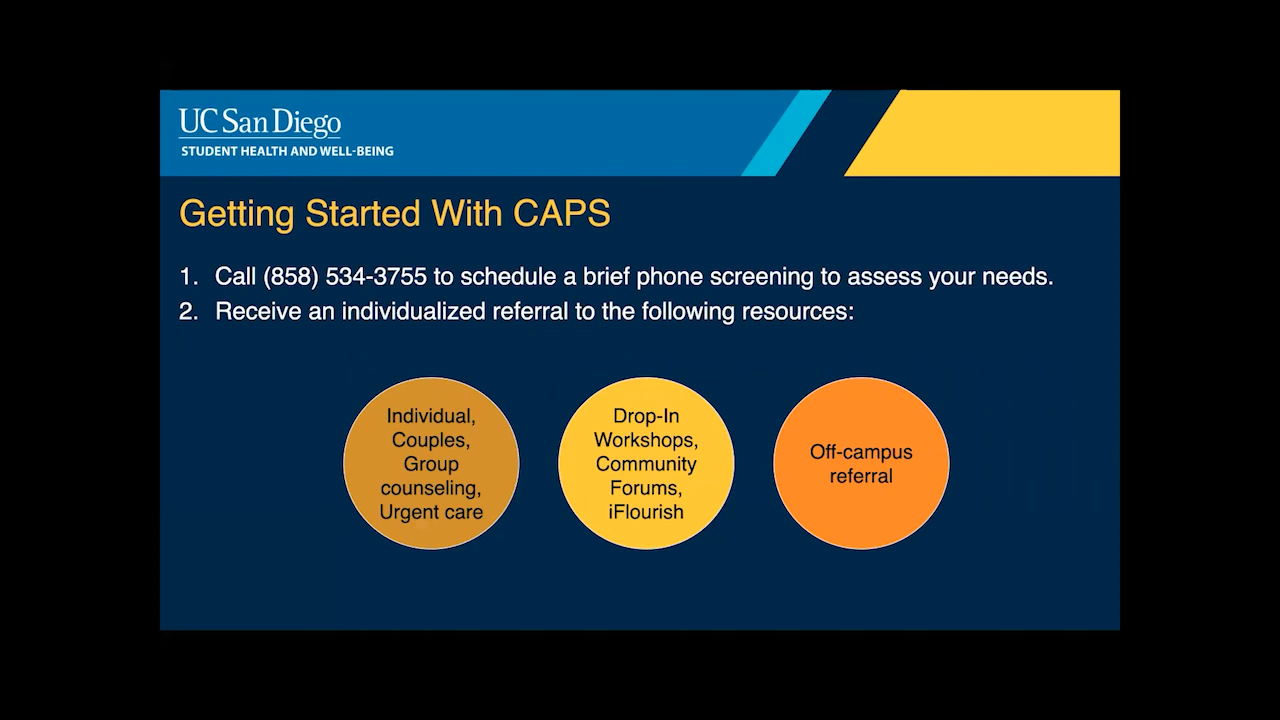 UC San Diego
STUDENT HEALTH AND WELL-BEING
Getting Started With CAPS
1. Call (858) 534-3755 to schedule a brief phone screening to assess your needs.
2. Receive an individualized referral to the following resources:
Individual,
Couples,
Group
counseling,
Urgent care
Drop-In
Workshops,
Community
Forums,
iFlourish
Off-campus
referral